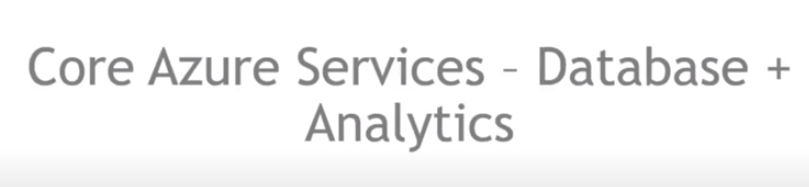 Core Azure Services – Database +
Analytics